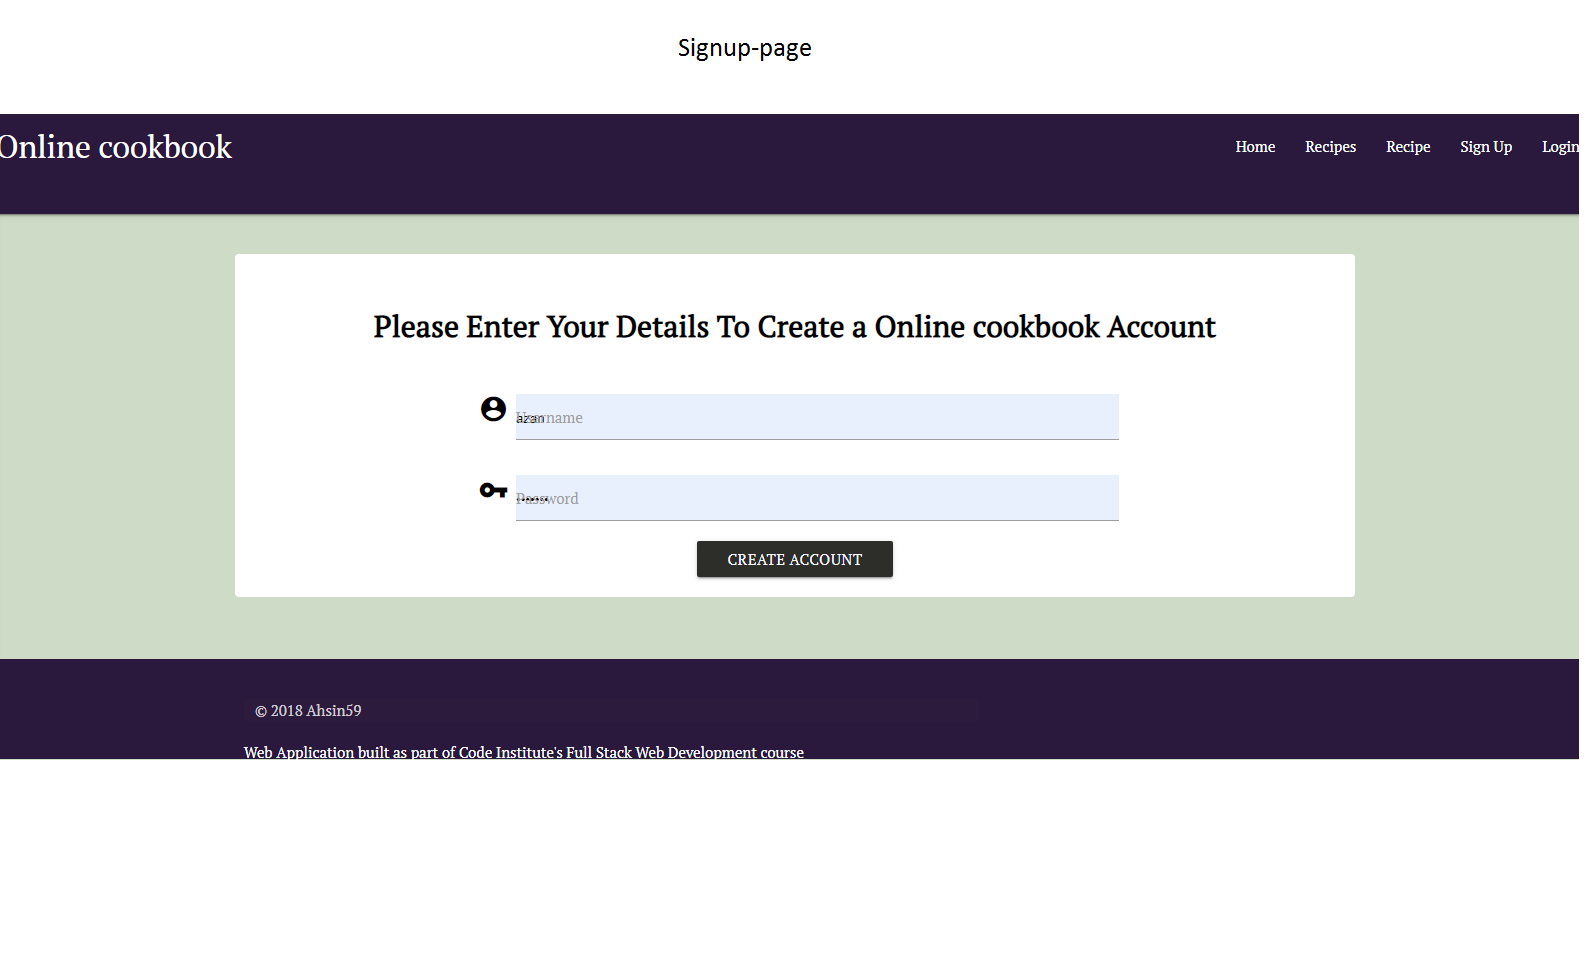 Signup-page
Online cookbook
Home Recipes Recipe Sign Up Login
Please Enter Your Details To Create a Online cookbook Account
Username
azan
Password
CREATE ACCOUNT
© 2018 Ahsin59
Web Application built as part of Code Institute's Full Stack Web Development course